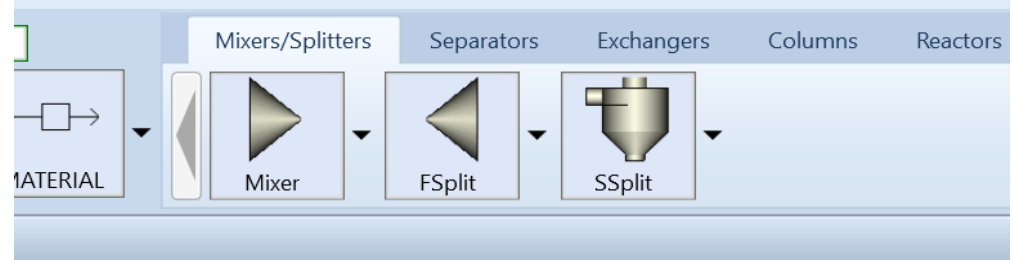 Mixers/Splitters Separators Exchangers Columns Reactors
MATERIAL Mixer FSplit SSplit